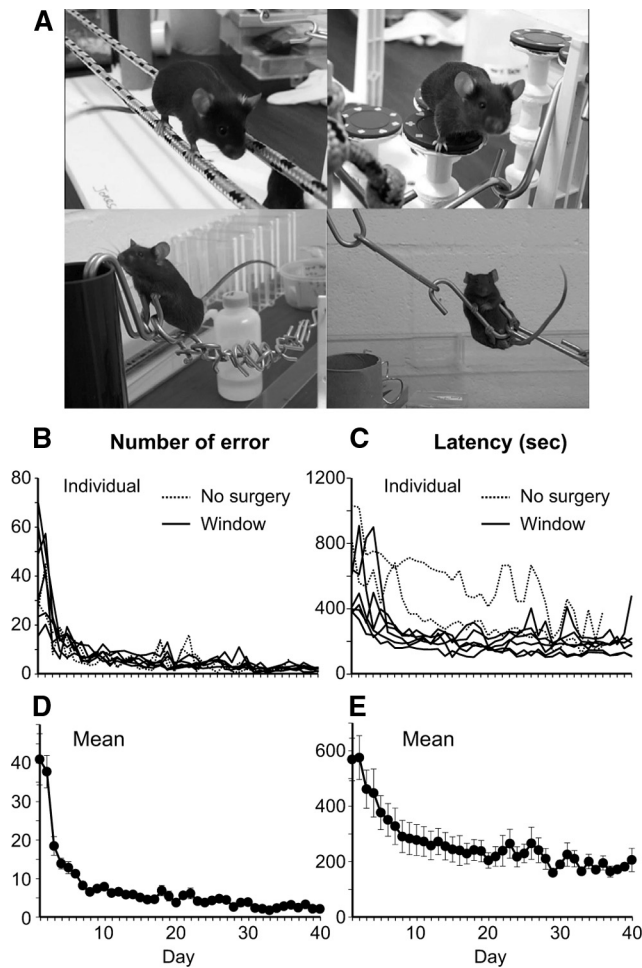 A
B Number of error
C Latency (sec)
80
60
40
20
0
Individual
No surgery
Window
1200
800
400
0
Individual
No surgery
Window
D
Mean
40
30
20
10
0
10 20 30 40
Day
E
Mean
600
400
200
0
10 20 30 40
Day